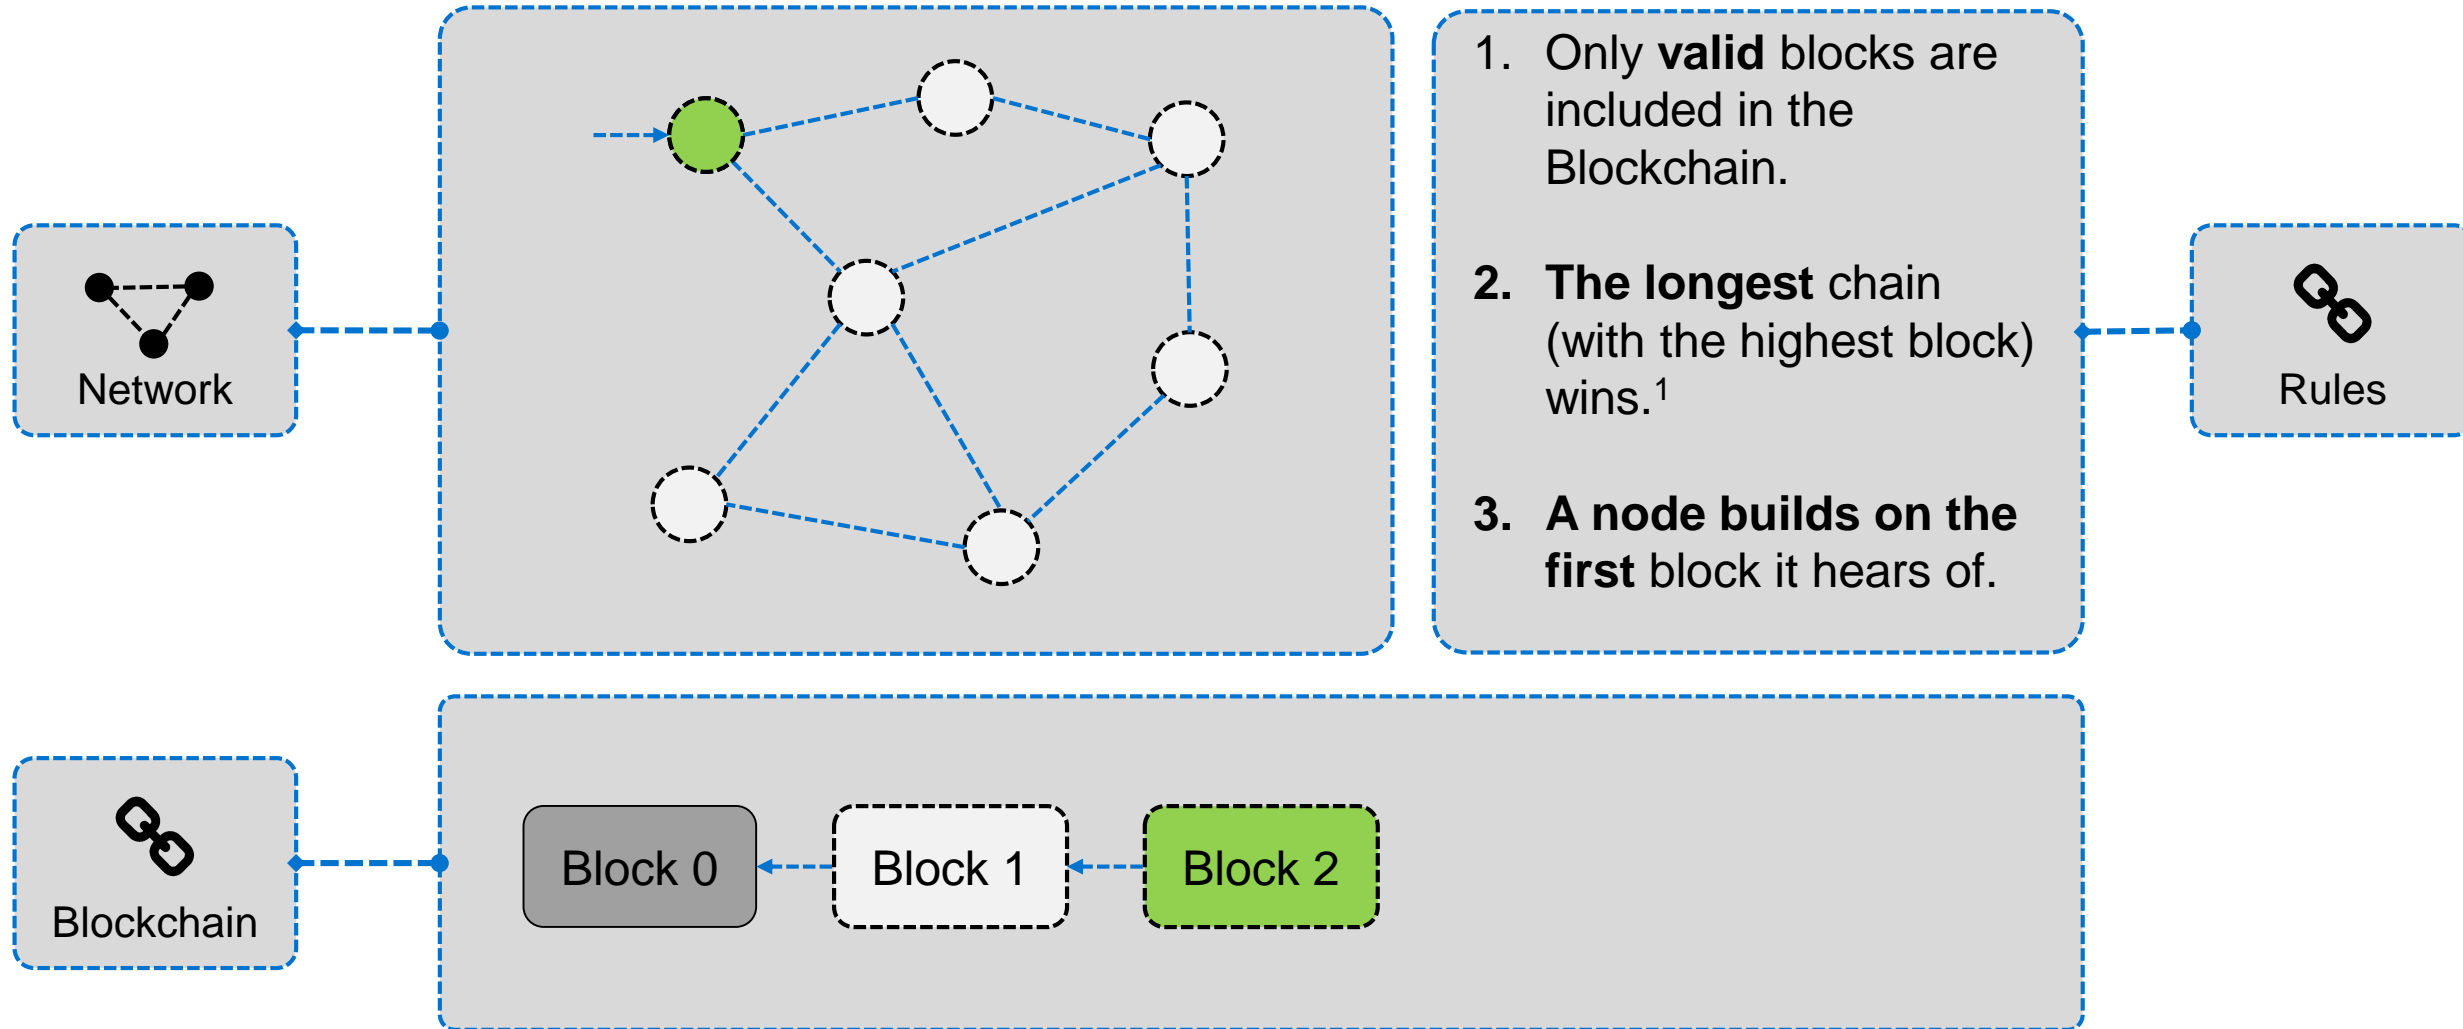 Network
1. Only valid blocks are
included in the
Blockchain.
2. The longest chain
(with the highest block)
wins.¹
3. A node builds on the
first block it hears of.
Rules
Blockchain
Block 0
Block 1
Block 2